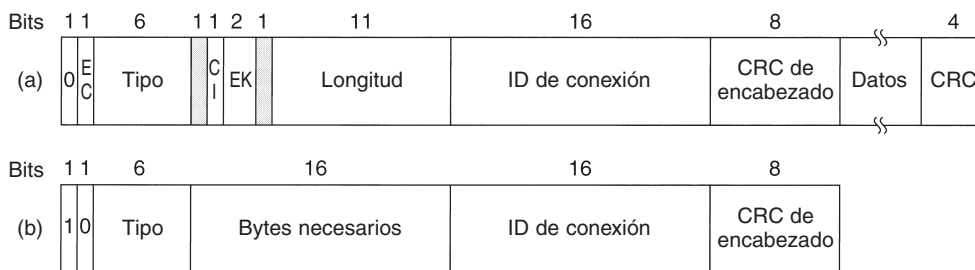 Bits 1 1 6 1 1 2 1 11 16 8 4
(a) 0 EC Tipo CI EK Longitud ID de conexión CRC de encabezado Datos CRC
Bits 1 1 6 16 16 8
(b) 1 0 Tipo Bytes necesarios ID de conexión CRC de encabezado